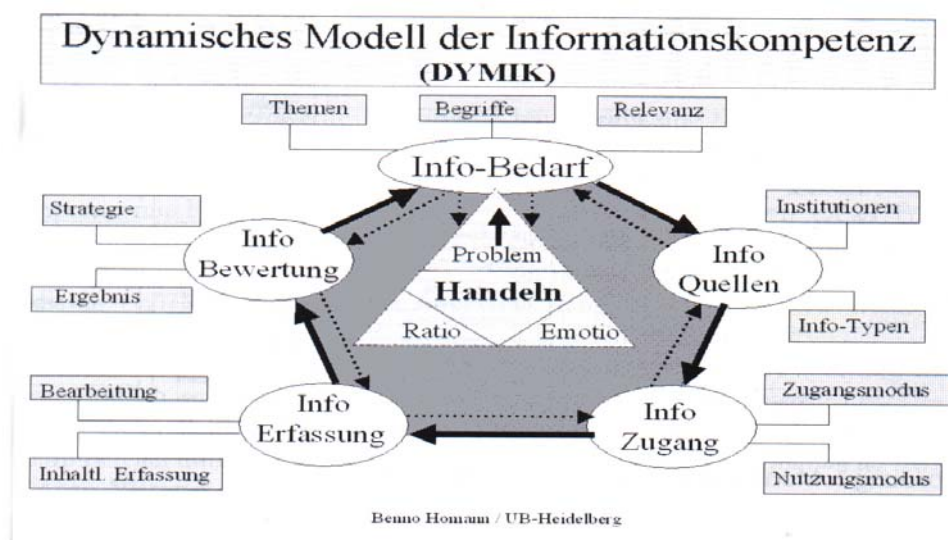 Dynamisches Modell der Informationskompetenz
(DYMIK)
Themen
Begriffe
Relevanz
Info-Bedarf
Strategie
Ergebnis
Info
Bewertung
Problem
Handeln
Ratio
Emotio
Info
Quellen
Institutionen
Info-Typen
Bearbeitung
Inhaltl. Erfassung
Info
Erfassung
Info
Zugang
Zugangsmodus
Nutzungsmodus
Benno Homann / UB-Heidelberg